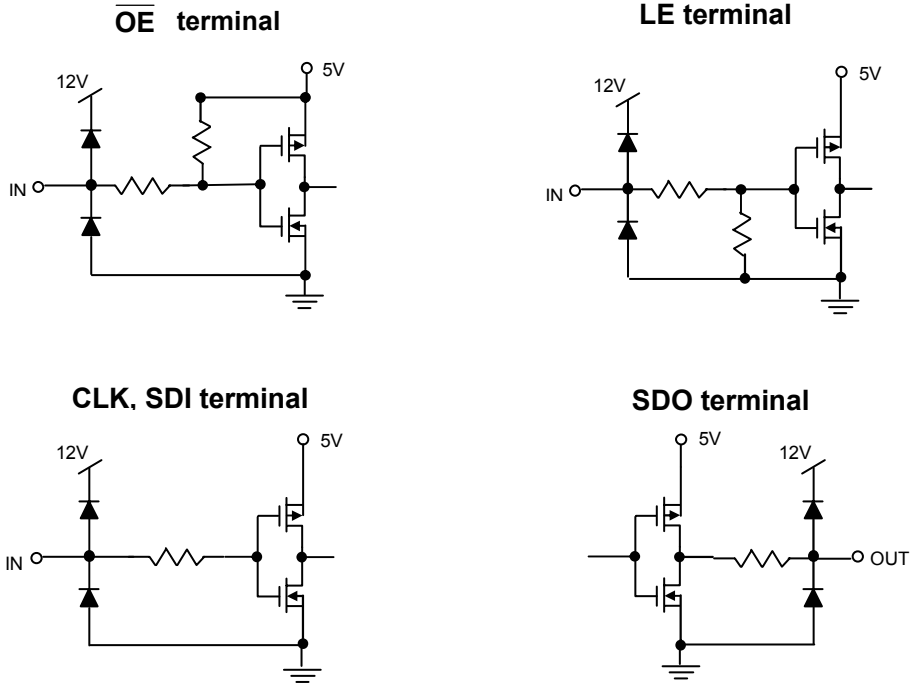 OE terminal
5V
12V
IN
LE terminal
5V
12V
IN
CLK, SDI terminal
5V
12V
IN
SDO terminal
5V
12V
OUT